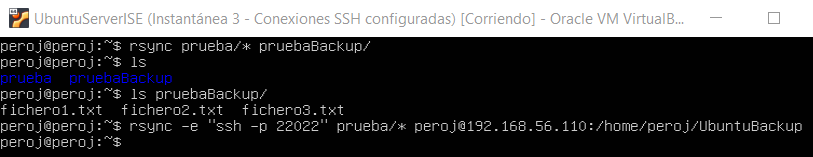 UbuntuServerISE (Instantánea 3 - Conexiones SSH configuradas) [Corriendo] - Oracle VM VirtualB...
peroj@peroj:~$ rsync prueba/* pruebaBackup/
peroj@peroj:~$ ls
prueba  pruebaBackup
peroj@peroj:~$ ls pruebaBackup/
fichero1.txt  fichero2.txt  fichero3.txt
peroj@peroj:~$ rsync -e "ssh -p 22022" prueba/* peroj@192.168.56.110:/home/peroj/UbuntuBackup
peroj@peroj:~$